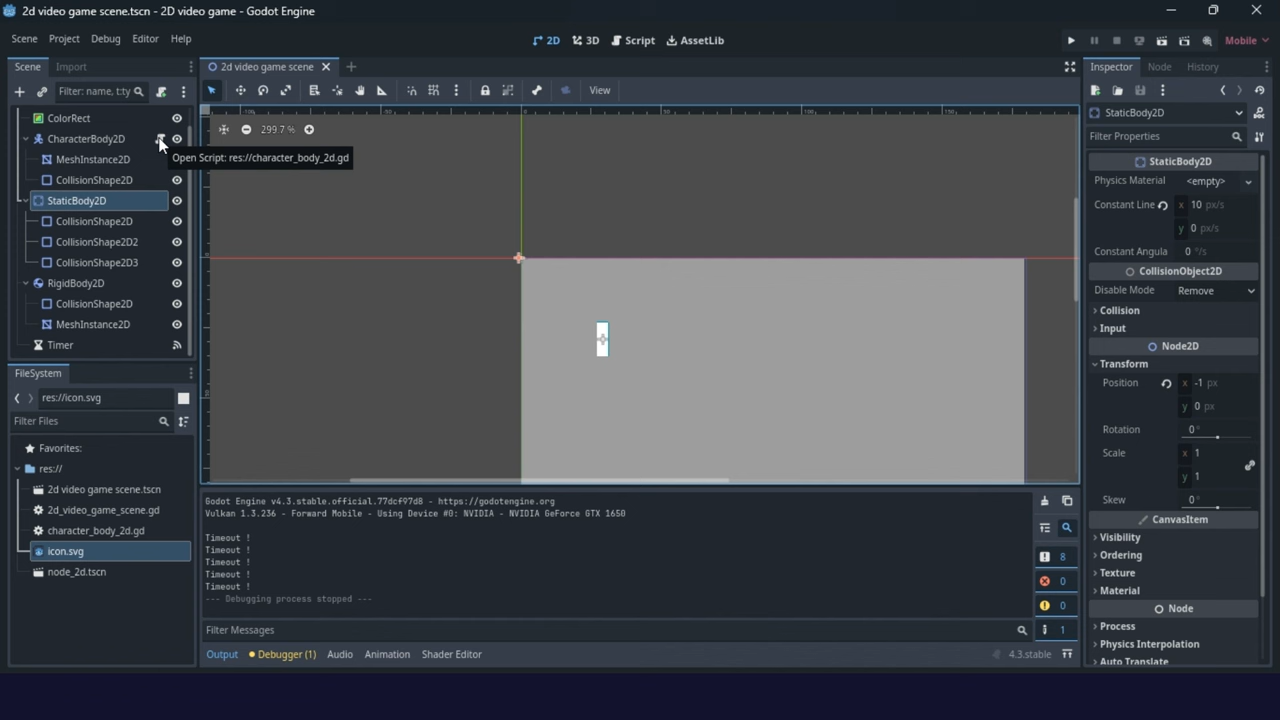 2d video game scene.tscn - 2D video game - Godot Engine
Scene Project Debug Editor Help
2D 3D Script AssetLib
Mobile
Scene Import
2d video game scene
Inspector Node History
Filter: name, t:ty
View
StaticBody2D
Filter Properties
299.7 %
ColorRect
CharacterBody2D
Open Script: res://character_body_2d.gd
MeshInstance2D
CollisionShape2D
StaticBody2D
CollisionShape2D
CollisionShape2D2
CollisionShape2D3
RigidBody2D
CollisionShape2D
MeshInstance2D
Timer
FileSystem
res://icon.svg
Filter Files
Favorites:
res://
2d video game scene.tscn
2d_video_game_scene.gd
character_body_2d.gd
icon.svg
node_2d.tscn
Godot Engine v4.3.stable.official.77dcf97d8 - https://godotengine.org
Vulkan 1.3.236 - Forward Mobile - Using Device #0: NVIDIA - NVIDIA GeForce GTX 1650
Timeout !
Timeout !
Timeout !
Timeout !
Timeout !
--- Debugging process stopped ---
8
0
0
1
Filter Messages
Output Debugger (1) Audio Animation Shader Editor
4.3.stable
StaticBody2D
Physics Material <empty>
Constant Line x 10 px/s
y 0 px/s
Constant Angula 0 °/s
CollisionObject2D
Disable Mode Remove
Collision
Input
Node2D
Transform
Position x -1 px
y 0 px
Rotation 0 °
Scale x 1
y 1
Skew 0 °
CanvasItem
Visibility
Ordering
Texture
Material
Node
Process
Physics Interpolation
Auto Translate